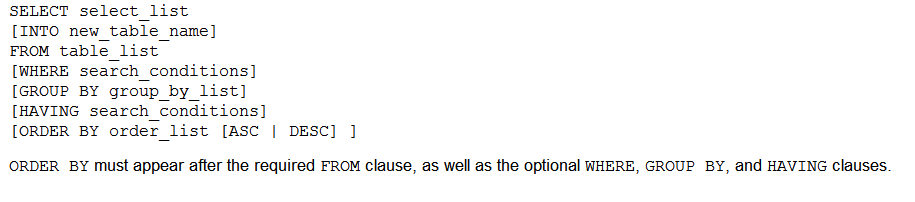 SELECT select_list
[INTO new_table_name]
FROM table_list
[WHERE search_conditions]
[GROUP BY group_by_list]
[HAVING search_conditions]
[ORDER BY order_list [ASC | DESC] ]
ORDER BY must appear after the required FROM clause, as well as the optional WHERE, GROUP BY, and HAVING clauses.